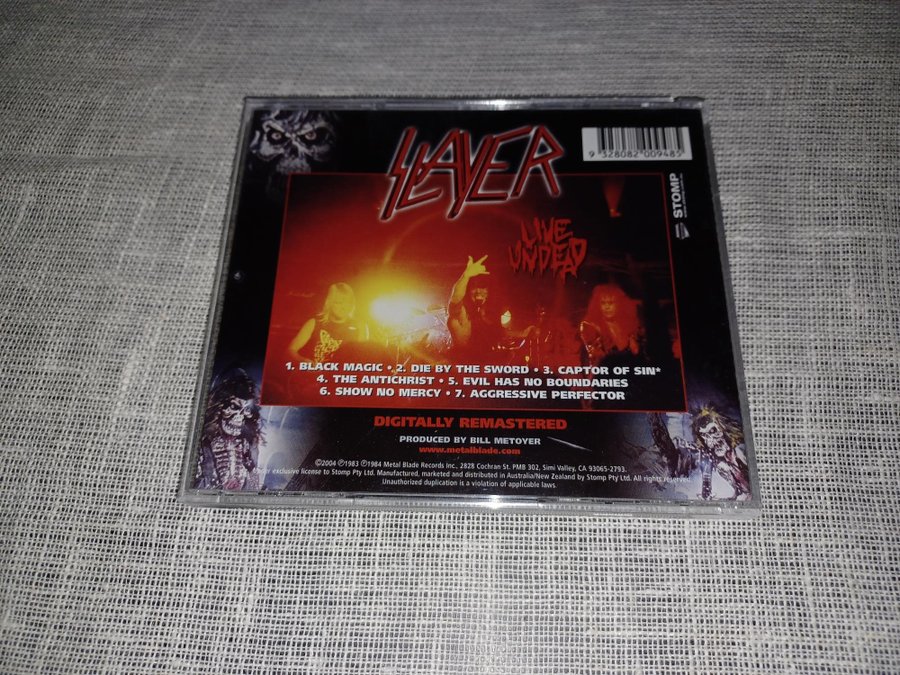 SLAYER
9 328082 009485
STOMP
LIVE
UNDEAD
1. BLACK MAGIC • 2. DIE BY THE SWORD • 3. CAPTOR OF SIN*
4. THE ANTICHRIST • 5. EVIL HAS NO BOUNDARIES
6. SHOW NO MERCY • 7. AGGRESSIVE PERFECTOR
DIGITALLY REMASTERED
PRODUCED BY BILL METOYER
www.metalblade.com
©2004 ℗1983 ℗1984 Metal Blade Records Inc., 2828 Cochran St. PMB 302, Simi Valley, CA 93065-2793.
exclusive license to Stomp Pty Ltd. Manufactured, marketed and distributed in Australia/New Zealand by Stomp Pty Ltd. All rights reserved.
Unauthorized duplication is a violation of applicable laws.